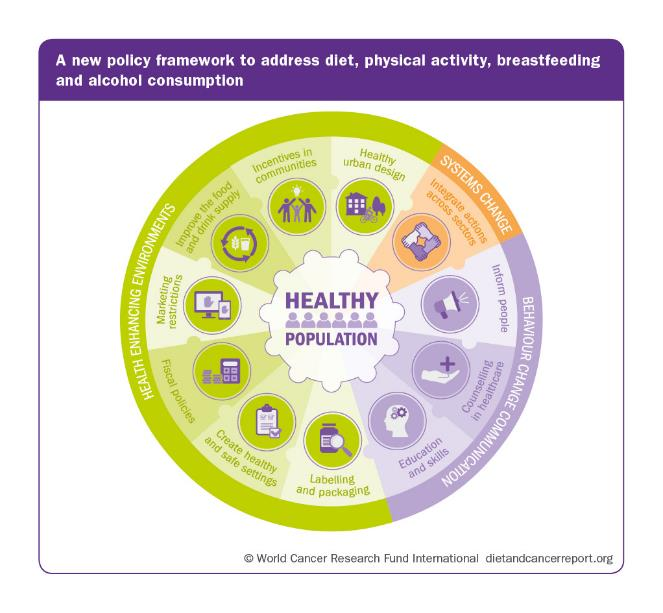 A new policy framework to address diet, physical activity, breastfeeding
and alcohol consumption
HEALTH ENHANCING ENVIRONMENTS
SYSTEMS CHANGE
BEHAVIOUR CHANGE COMMUNICATION
Incentives in
communities
Healthy
urban design
Integrate actions
across sectors
Inform people
Counselling
in healthcare
Education
and skills
Labelling
and packaging
Create healthy
and safe settings
Fiscal policies
Marketing
restrictions
Improve the food
and drink supply
HEALTHY
POPULATION
© World Cancer Research Fund International dietandcancerreport.org